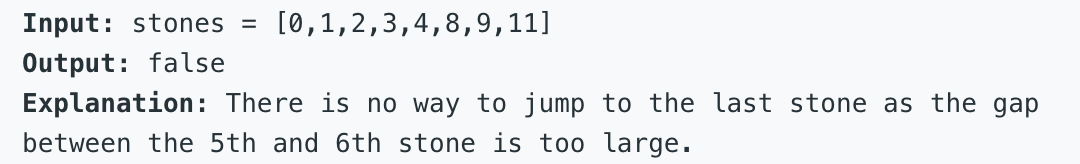 Input: stones = [0,1,2,3,4,8,9,11]
Output: false
Explanation: There is no way to jump to the last stone as the gap
between the 5th and 6th stone is too large.